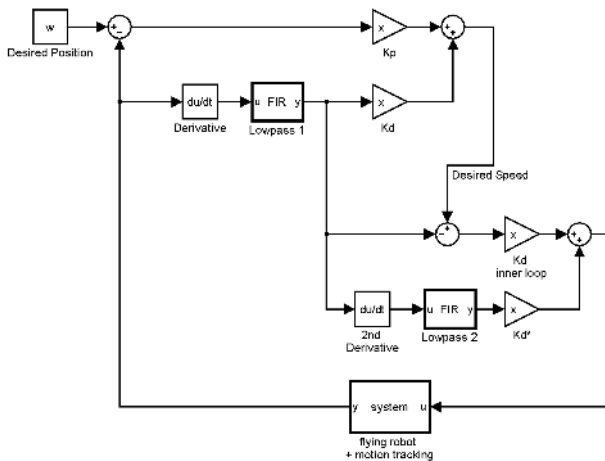 w
+
−
x
Desired Position
Kp
+
+
du/dt
u FIR y
x
Derivative
Lowpass 1
Kd
Desired Speed
−
+
x
+
+
Kd
inner loop
du/dt
u FIR y
x
2nd
Derivative
Lowpass 2
Kd*
y system u
flying robot
+ motion tracking